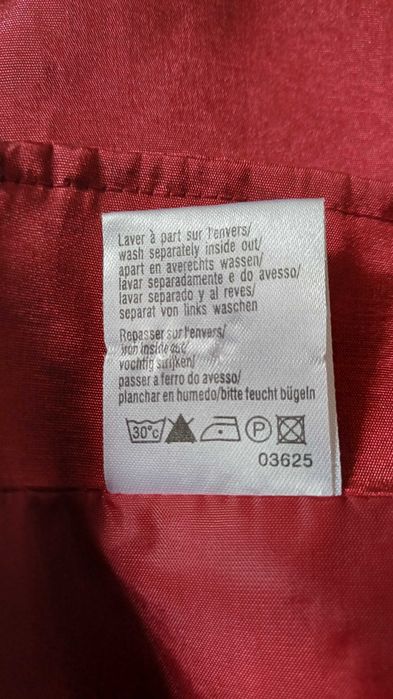 Laver à part sur l'envers/
wash separately inside out/
apart en averechts wassen/
lavar separadamente e do avesso/
lavar separado y al reves/
separat von links waschen
Repasser sur l'envers/
iron inside out/
vochtig strijken/
passer a ferro do avesso/
planchar en humedo/bitte feucht bügeln
30°c P
03625